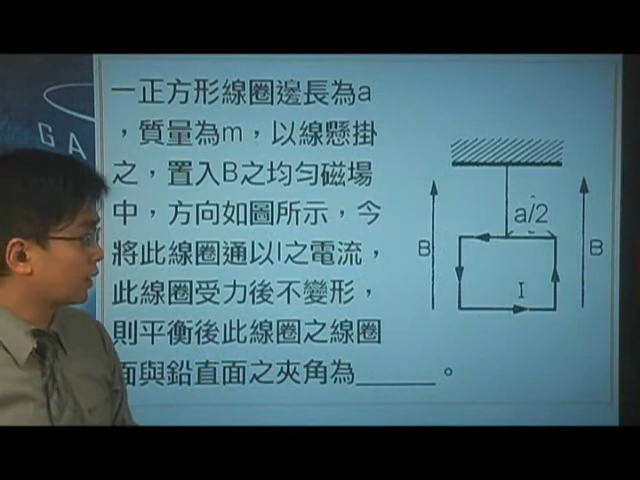 一正方形線圈邊長為a
，質量為m，以線懸掛
之，置入B之均勻磁場
中，方向如圖所示，今
將此線圈通以I之電流，
此線圈受力後不變形，
則平衡後此線圈之線圈
面與鉛直面之夾角為______。
a/2
B
B
I
GA